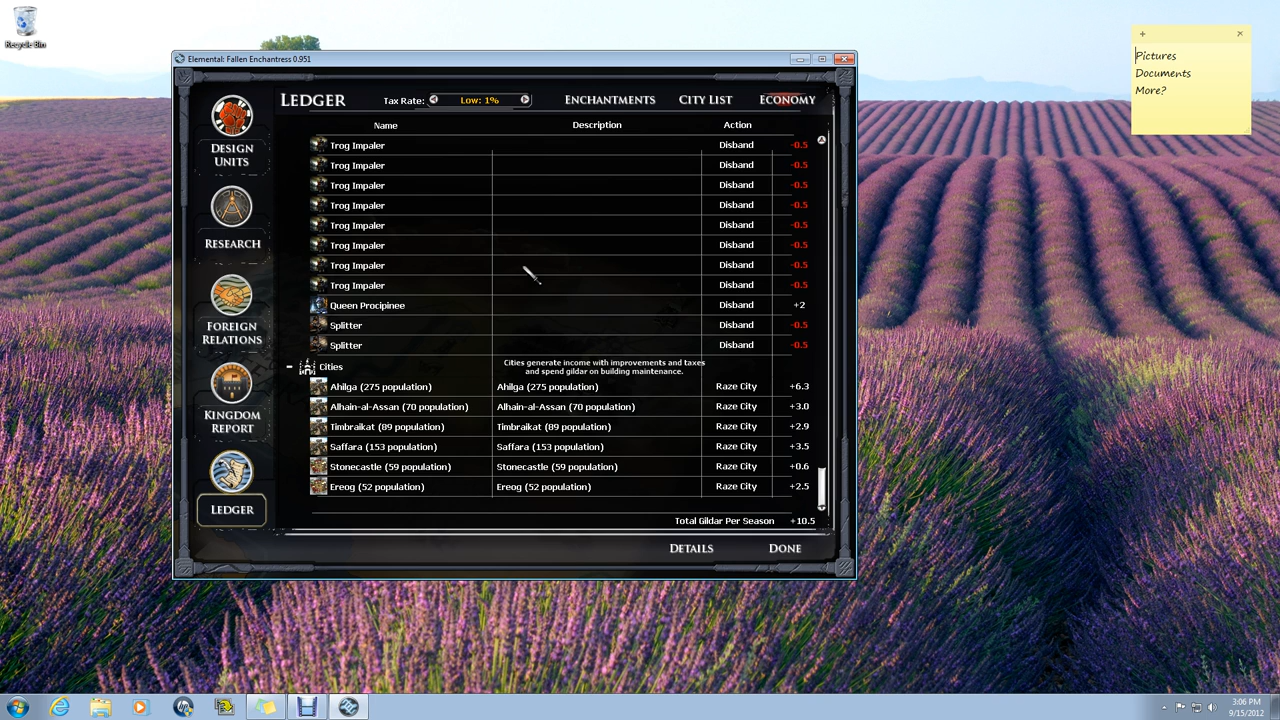 Recycle Bin
Elemental: Fallen Enchantress 0.951
LEDGER
Tax Rate:
Low: 1%
ENCHANTMENTS
CITY LIST
ECONOMY
DESIGN
UNITS
RESEARCH
FOREIGN
RELATIONS
KINGDOM
REPORT
LEDGER
Name Description Action
Trog Impaler Disband -0.5
Trog Impaler Disband -0.5
Trog Impaler Disband -0.5
Trog Impaler Disband -0.5
Trog Impaler Disband -0.5
Trog Impaler Disband -0.5
Trog Impaler Disband -0.5
Trog Impaler Disband -0.5
Queen Procipinee Disband +2
Splitter Disband -0.5
Splitter Disband -0.5
Cities
Cities generate income with improvements and taxes
and spend gildar on building maintenance.
Ahilga (275 population) Ahilga (275 population) Raze City +6.3
Alhain-al-Assan (70 population) Alhain-al-Assan (70 population) Raze City +3.0
Timbraikat (89 population) Timbraikat (89 population) Raze City +2.9
Saffara (153 population) Saffara (153 population) Raze City +3.5
Stonecastle (59 population) Stonecastle (59 population) Raze City +0.6
Ereog (52 population) Ereog (52 population) Raze City +2.5
Total Gildar Per Season +10.5
DETAILS
DONE
Pictures
Documents
More?
hp
3:06 PM
9/15/2012